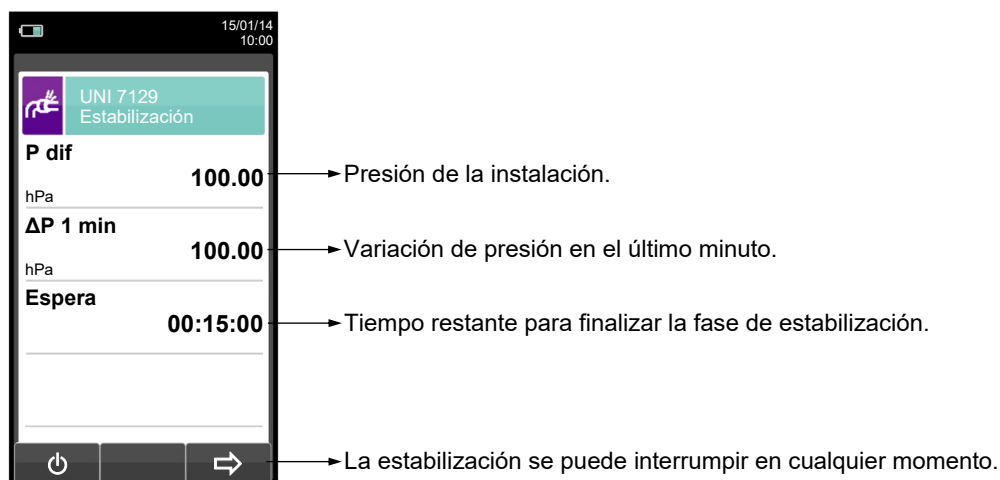 15/01/14
10:00
UNI 7129
Estabilización
P dif
100.00
hPa
Presión de la instalación.
ΔP 1 min
100.00
hPa
Variación de presión en el último minuto.
Espera
00:15:00
Tiempo restante para finalizar la fase de estabilización.
La estabilización se puede interrumpir en cualquier momento.